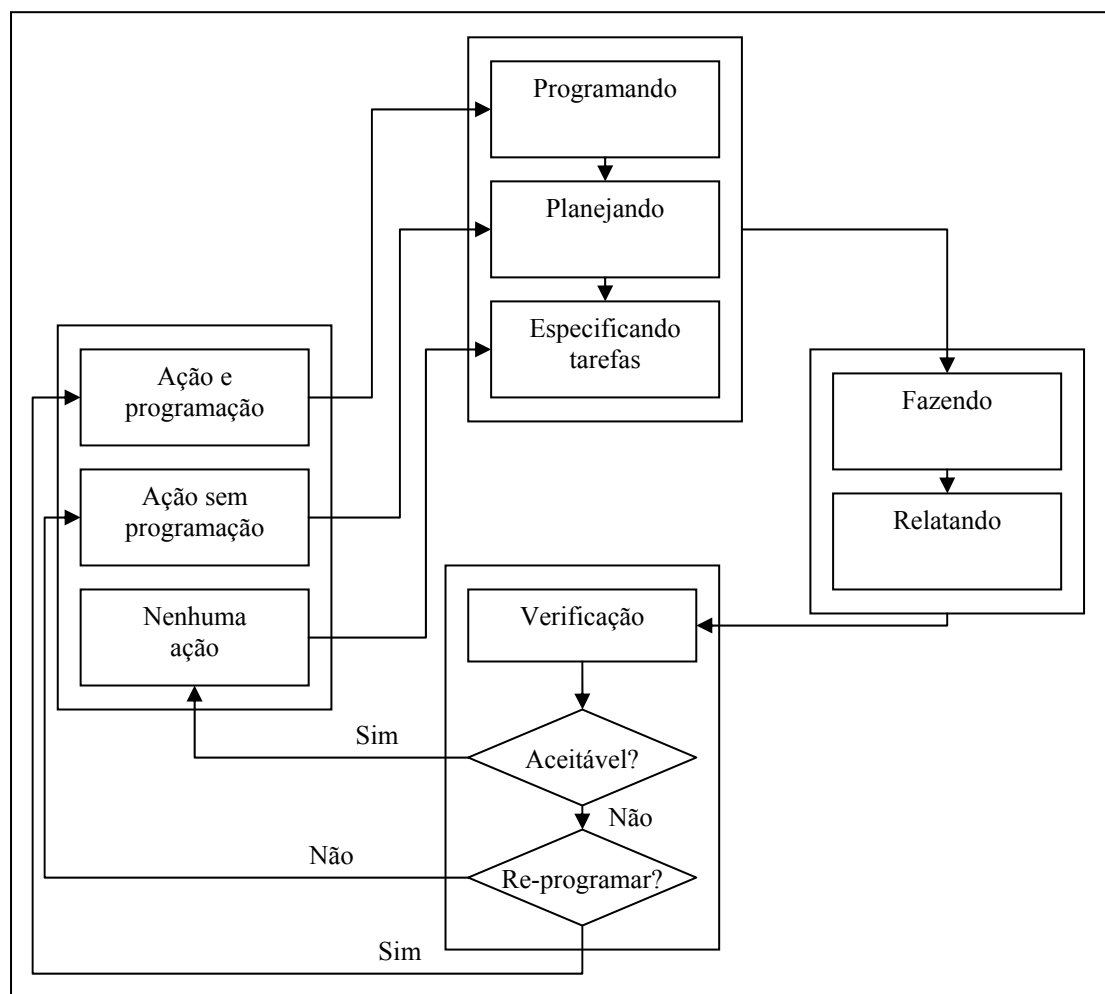 Programando
Planejando
Especificando
tarefas
Ação e
programação
Fazendo
Ação sem
programação
Relatando
Nenhuma
ação
Verificação
Sim
Aceitável?
Não
Não
Re-programar?
Sim